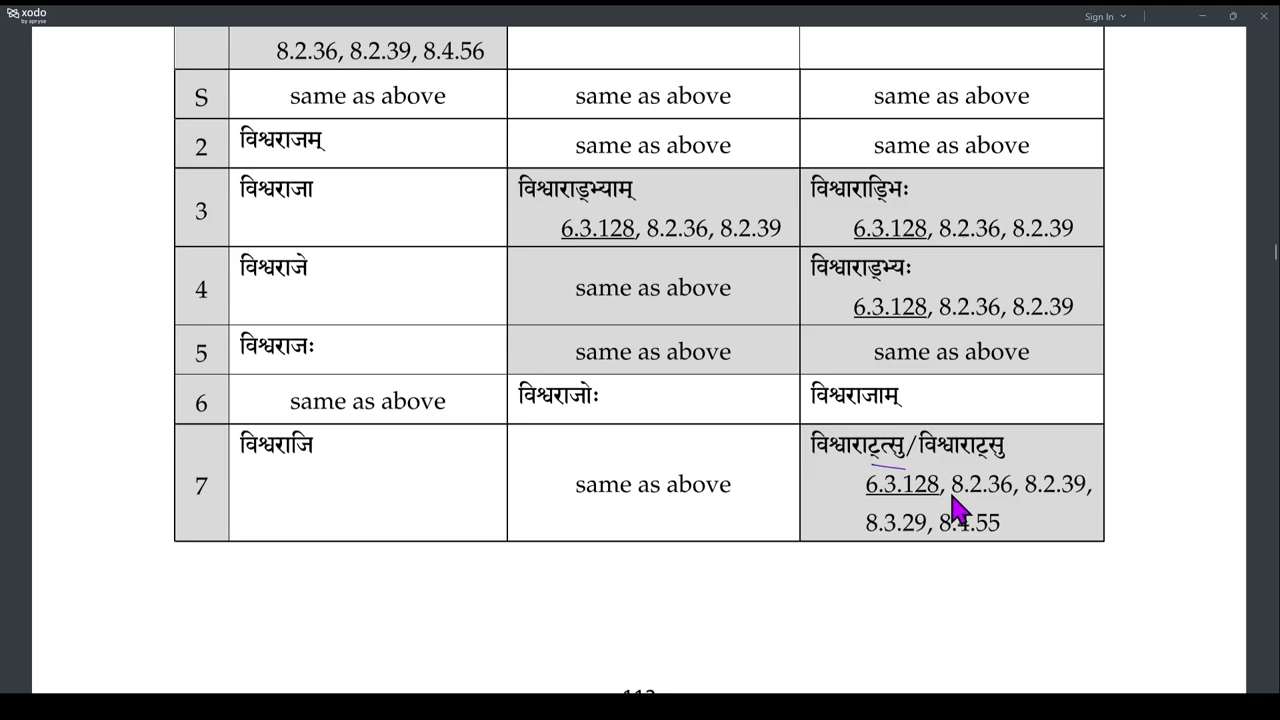 xodo
by apryse
Sign In
8.2.36, 8.2.39, 8.4.56
S same as above same as above same as above
2 विश्वराजम् same as above same as above
3 विश्वराजा विश्वाराड्भ्याम् विश्वाराड्भिः
6.3.128, 8.2.36, 8.2.39 6.3.128, 8.2.36, 8.2.39
4 विश्वराजे same as above विश्वाराड्भ्यः
6.3.128, 8.2.36, 8.2.39
5 विश्वराजः same as above same as above
6 same as above विश्वराजोः विश्वराजाम्
7 विश्वराजि same as above विश्वाराट्त्सु/विश्वाराट्सु
6.3.128, 8.2.36, 8.2.39,
8.3.29, 8.4.55